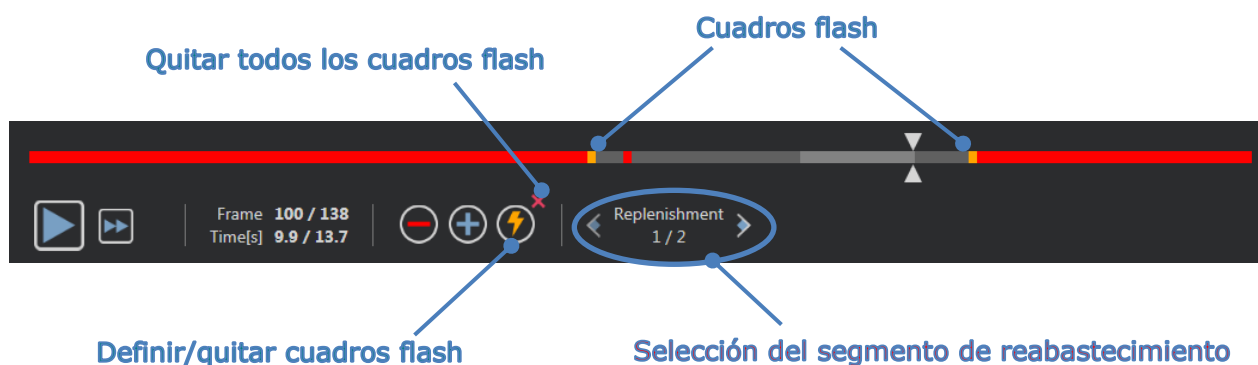 Cuadros flash
Quitar todos los cuadros flash
Frame 100 / 138
Time[s] 9.9 / 13.7
Replenishment
1 / 2
Definir/quitar cuadros flash
Selección del segmento de reabastecimiento